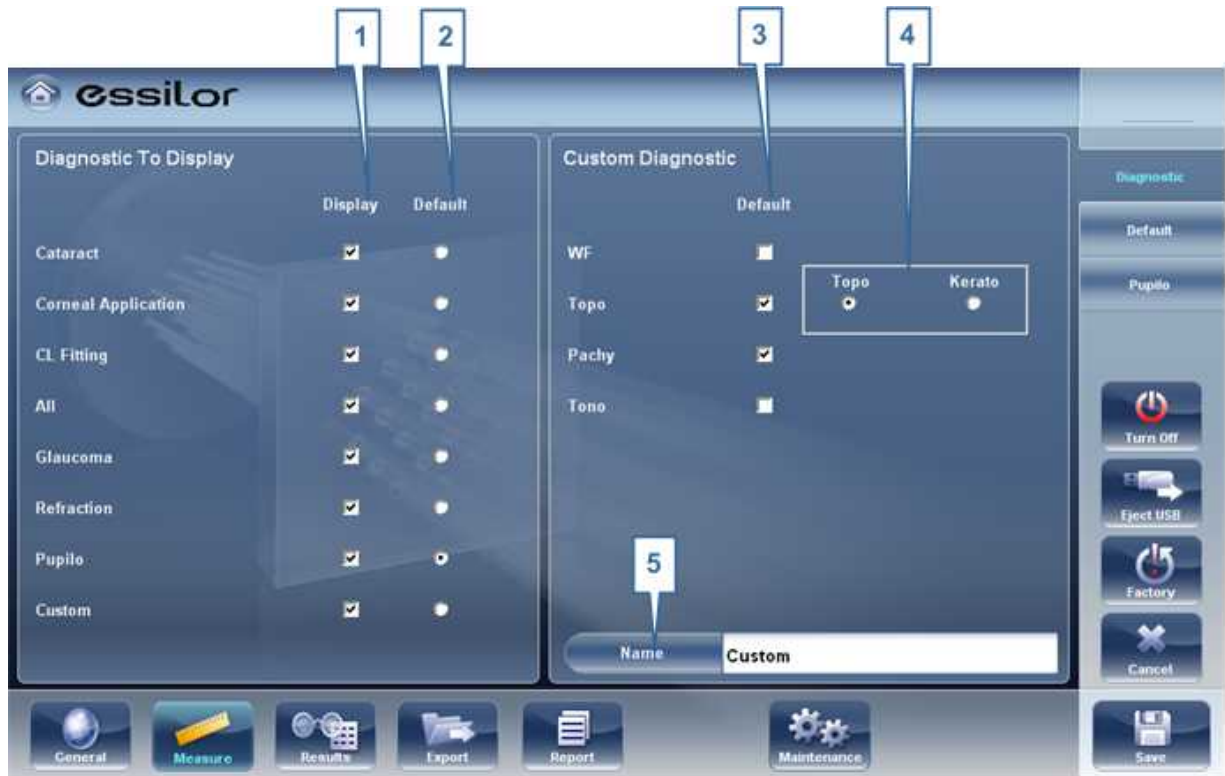 1 2 3 4
essilor
Diagnostic To Display
Display Default
Cataract
Corneal Application
CL Fitting
All
Glaucoma
Refraction
Pupilo
Custom
Custom Diagnostic
Default
WF
Topo
Topo Kerato
Pachy
Tono
5
Name Custom
Diagnostic
Default
Pupilo
Turn Off
Eject USB
Factory
Cancel
General Measure Results Export Report Maintenance Save